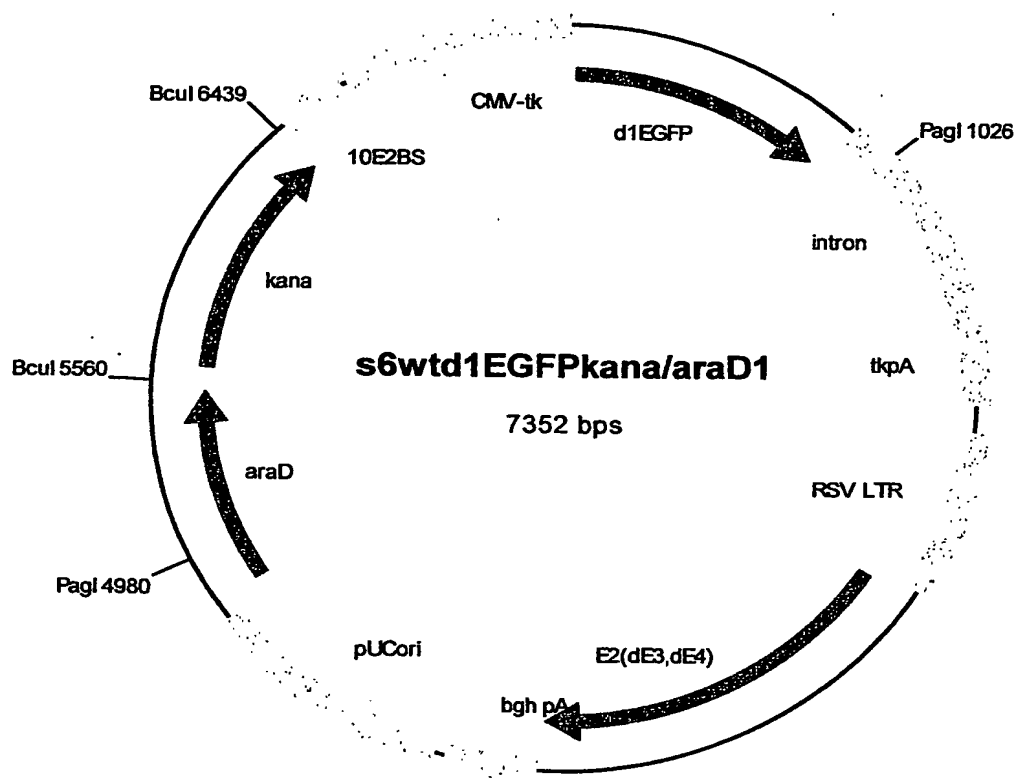 BcuI 6439
CMV-tk
d1EGFP
PagI 1026
10E2BS
intron
kana
BcuI 5560
s6wtd1EGFPkana/araD1
7352 bps
tkpA
araD
RSV LTR
PagI 4980
pUCori
E2(dE3,dE4)
bgh pA